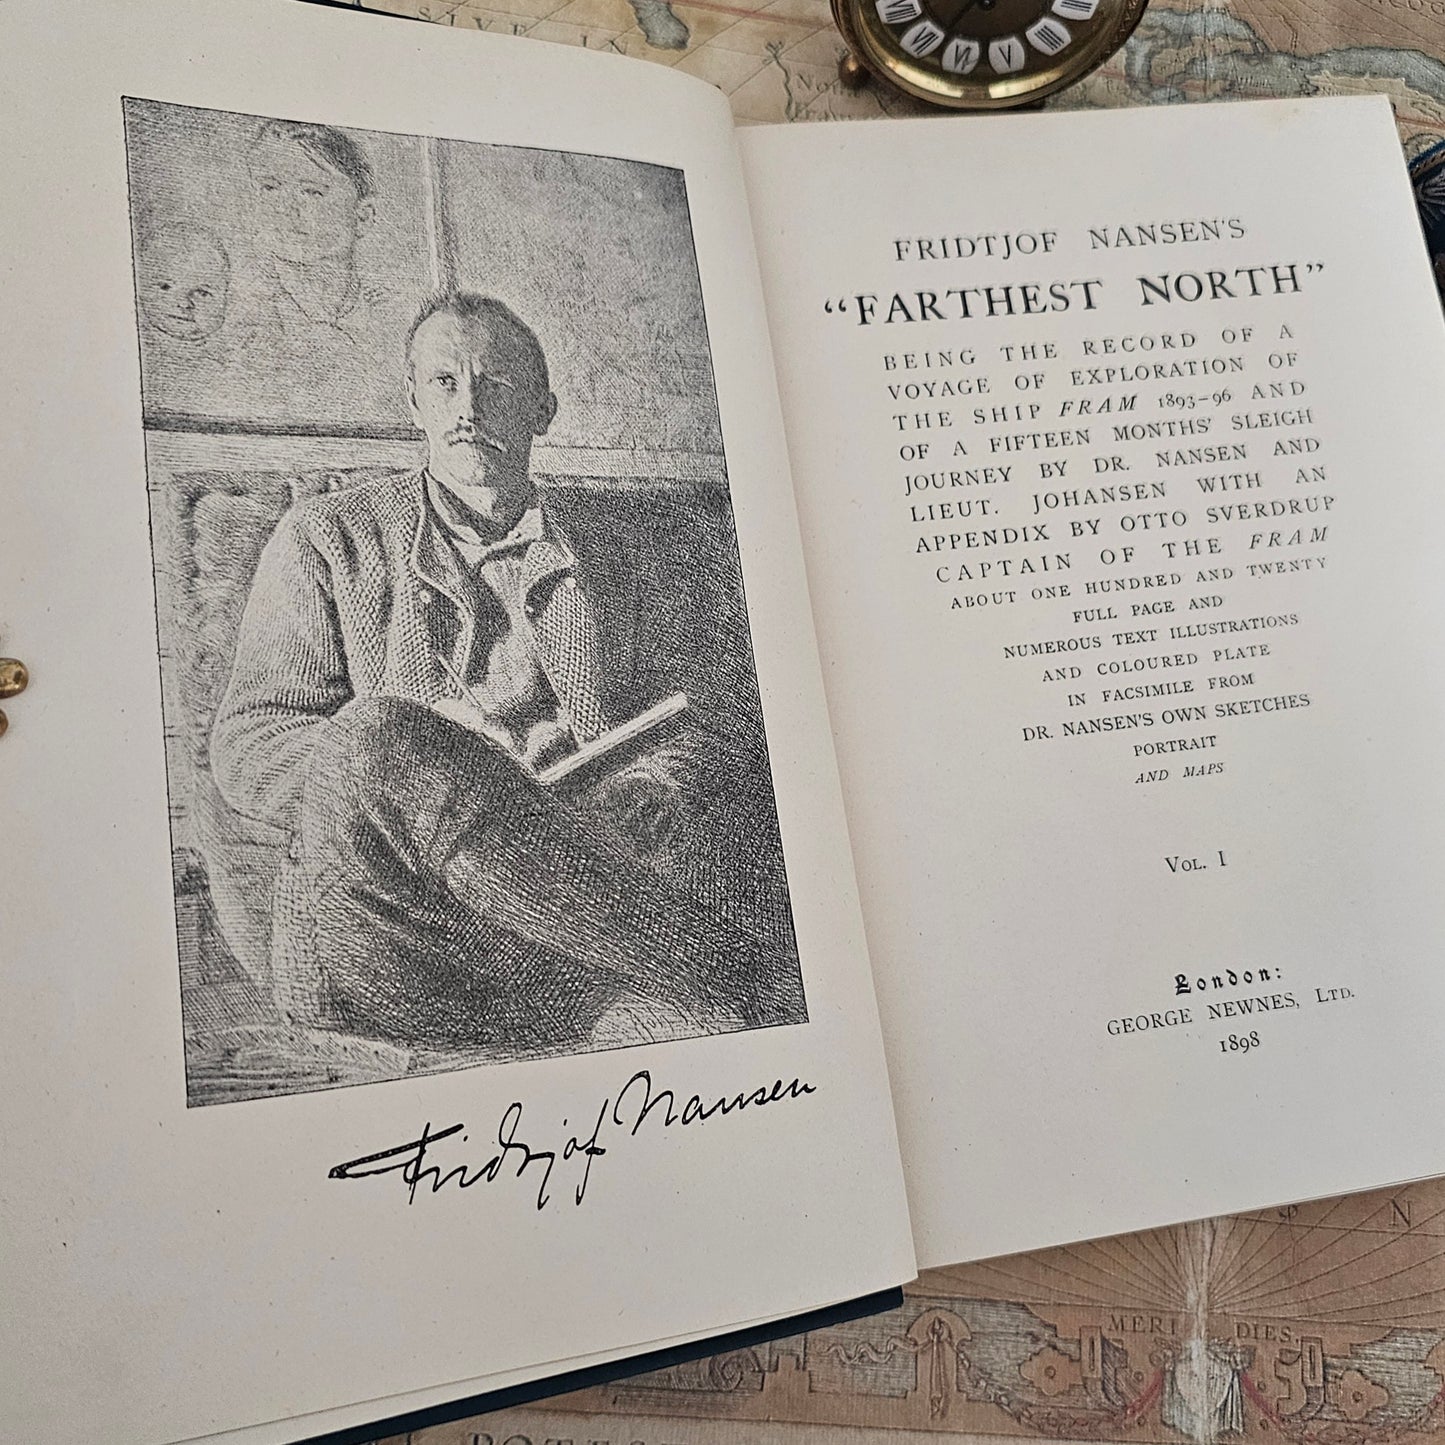 Fridtjof Nansen
FRIDTJOF NANSEN'S
“FARTHEST NORTH”
BEING THE RECORD OF A
VOYAGE OF EXPLORATION OF
THE SHIP FRAM 1893-96 AND
OF A FIFTEEN MONTHS' SLEIGH
JOURNEY BY DR. NANSEN AND
LIEUT. JOHANSEN WITH AN
APPENDIX BY OTTO SVERDRUP
CAPTAIN OF THE FRAM
ABOUT ONE HUNDRED AND TWENTY
FULL PAGE AND
NUMEROUS TEXT ILLUSTRATIONS
AND COLOURED PLATE
IN FACSIMILE FROM
DR. NANSEN'S OWN SKETCHES
PORTRAIT
AND MAPS
VOL. I
London:
GEORGE NEWNES, LTD.
1898
MERI DIES